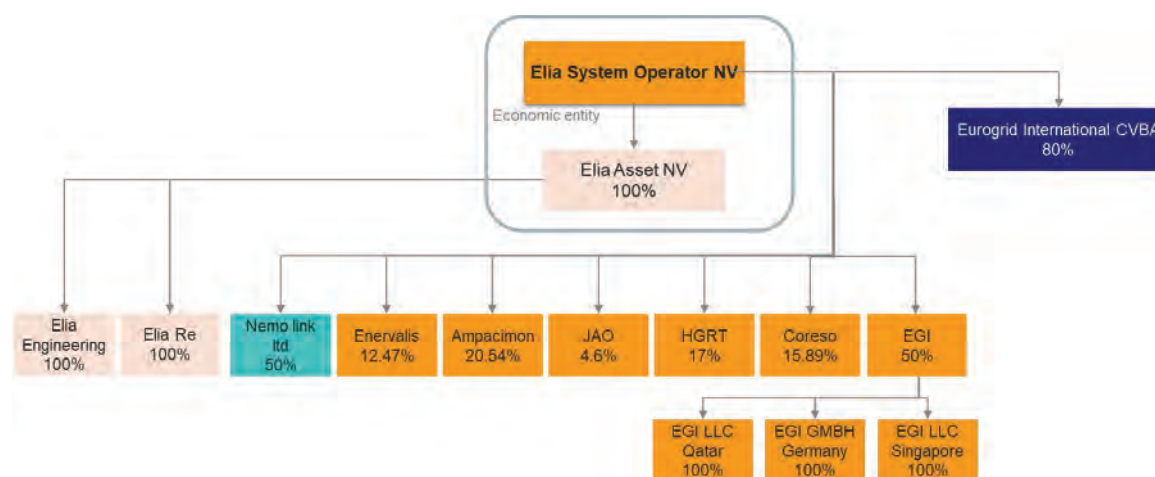 Elia System Operator NV
Economic entity
Eurogrid International CVBA
80%
Elia Asset NV
100%
Elia
Engineering
100%
Elia Re
100%
Nemo link
ltd
50%
Enervalis
12.47%
Ampacimon
20.54%
JAO
4.6%
HGRT
17%
Coreso
15.89%
EGI
50%
EGI LLC
Qatar
100%
EGI GMBH
Germany
100%
EGI LLC
Singapore
100%